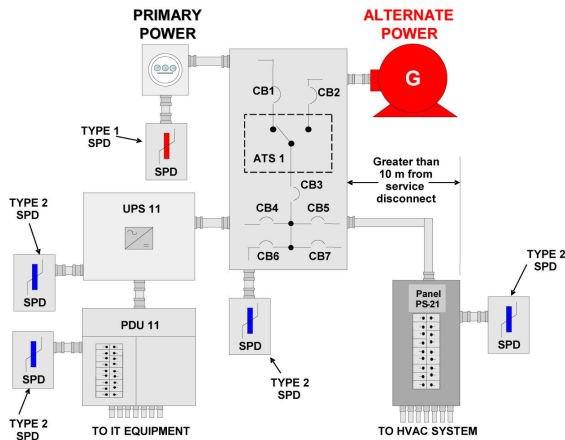 PRIMARY
POWER
ALTERNATE
POWER
G
CB1
CB2
TYPE 1
SPD
SPD
ATS 1
Greater than
10 m from
service
disconnect
CB3
TYPE 2
SPD
UPS 11
CB4
CB5
CB6
CB7
SPD
TYPE 2
SPD
Panel
PS-21
SPD
PDU 11
SPD
SPD
TYPE 2
SPD
TYPE 2
SPD
TO IT EQUIPMENT
TO HVAC SYSTEM